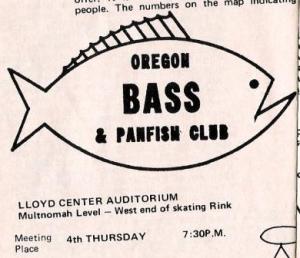 people. The numbers on the map indicating
OREGON
BASS
& PANFISH CLUB
LLOYD CENTER AUDITORIUM
Multnomah Level — West end of skating Rink
Meeting Place 4th THURSDAY 7:30P.M.